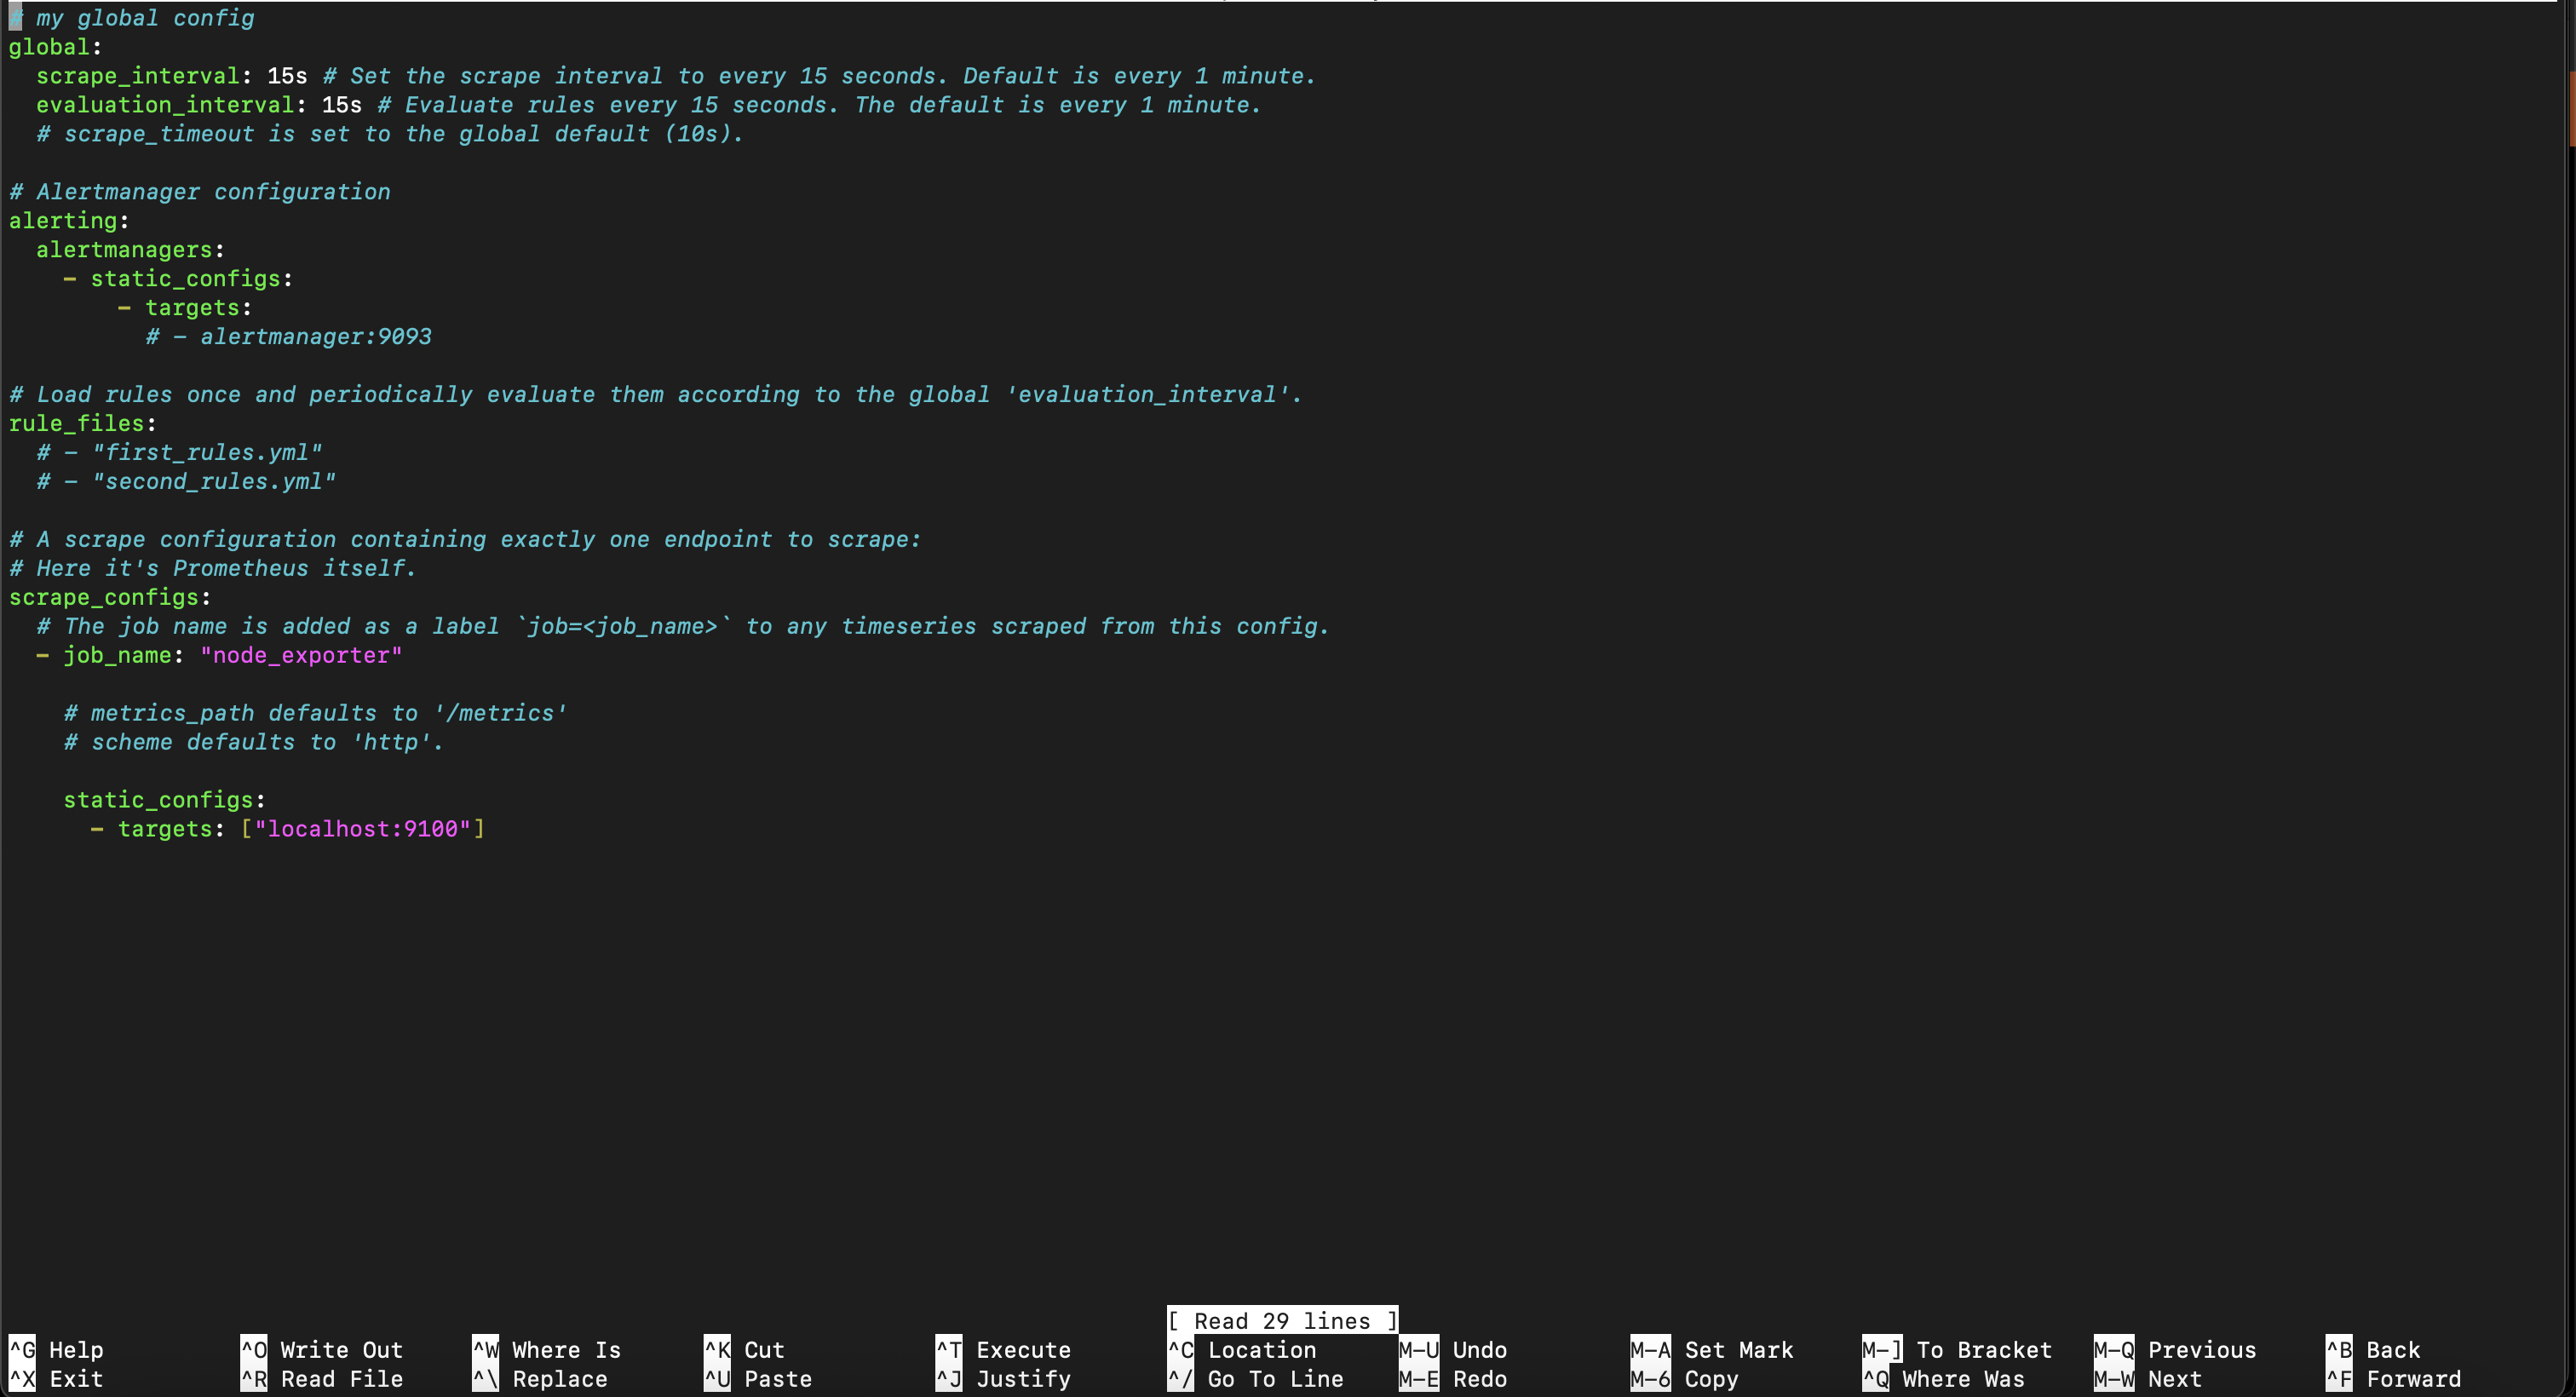 # my global config
global:
  scrape_interval: 15s # Set the scrape interval to every 15 seconds. Default is every 1 minute.
  evaluation_interval: 15s # Evaluate rules every 15 seconds. The default is every 1 minute.
  # scrape_timeout is set to the global default (10s).

# Alertmanager configuration
alerting:
  alertmanagers:
    - static_configs:
        - targets:
          # - alertmanager:9093

# Load rules once and periodically evaluate them according to the global 'evaluation_interval'.
rule_files:
  # - "first_rules.yml"
  # - "second_rules.yml"

# A scrape configuration containing exactly one endpoint to scrape:
# Here it's Prometheus itself.
scrape_configs:
  # The job name is added as a label `job=<job_name>` to any timeseries scraped from this config.
  - job_name: "node_exporter"

    # metrics_path defaults to '/metrics'
    # scheme defaults to 'http'.

    static_configs:
      - targets: ["localhost:9100"]

[ Read 29 lines ]
^G Help ^O Write Out ^W Where Is ^K Cut ^T Execute ^C Location M-U Undo M-A Set Mark M-] To Bracket M-Q Previous ^B Back
^X Exit ^R Read File ^\ Replace ^U Paste ^J Justify ^/ Go To Line M-E Redo M-6 Copy ^Q Where Was M-W Next ^F Forward